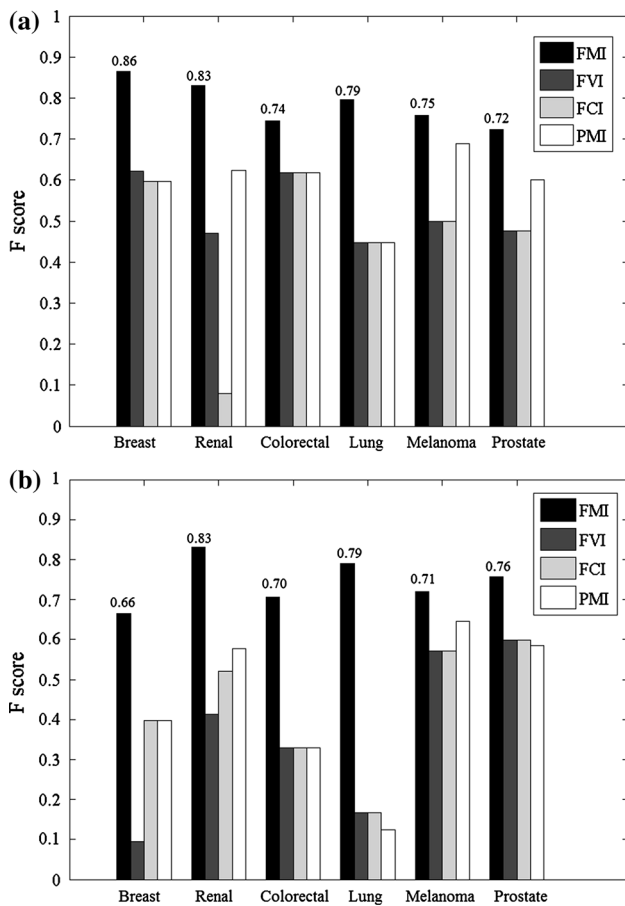 (a)
1
0.9
0.8
0.7
0.6
0.5
0.4
0.3
0.2
0.1
0
F score
0.86
0.83
0.74
0.79
0.75
0.72
FMI
FVI
FCI
PMI
Breast Renal Colorectal Lung Melanoma Prostate
(b)
1
0.9
0.8
0.7
0.6
0.5
0.4
0.3
0.2
0.1
0
F score
0.66
0.83
0.70
0.79
0.71
0.76
FMI
FVI
FCI
PMI
Breast Renal Colorectal Lung Melanoma Prostate